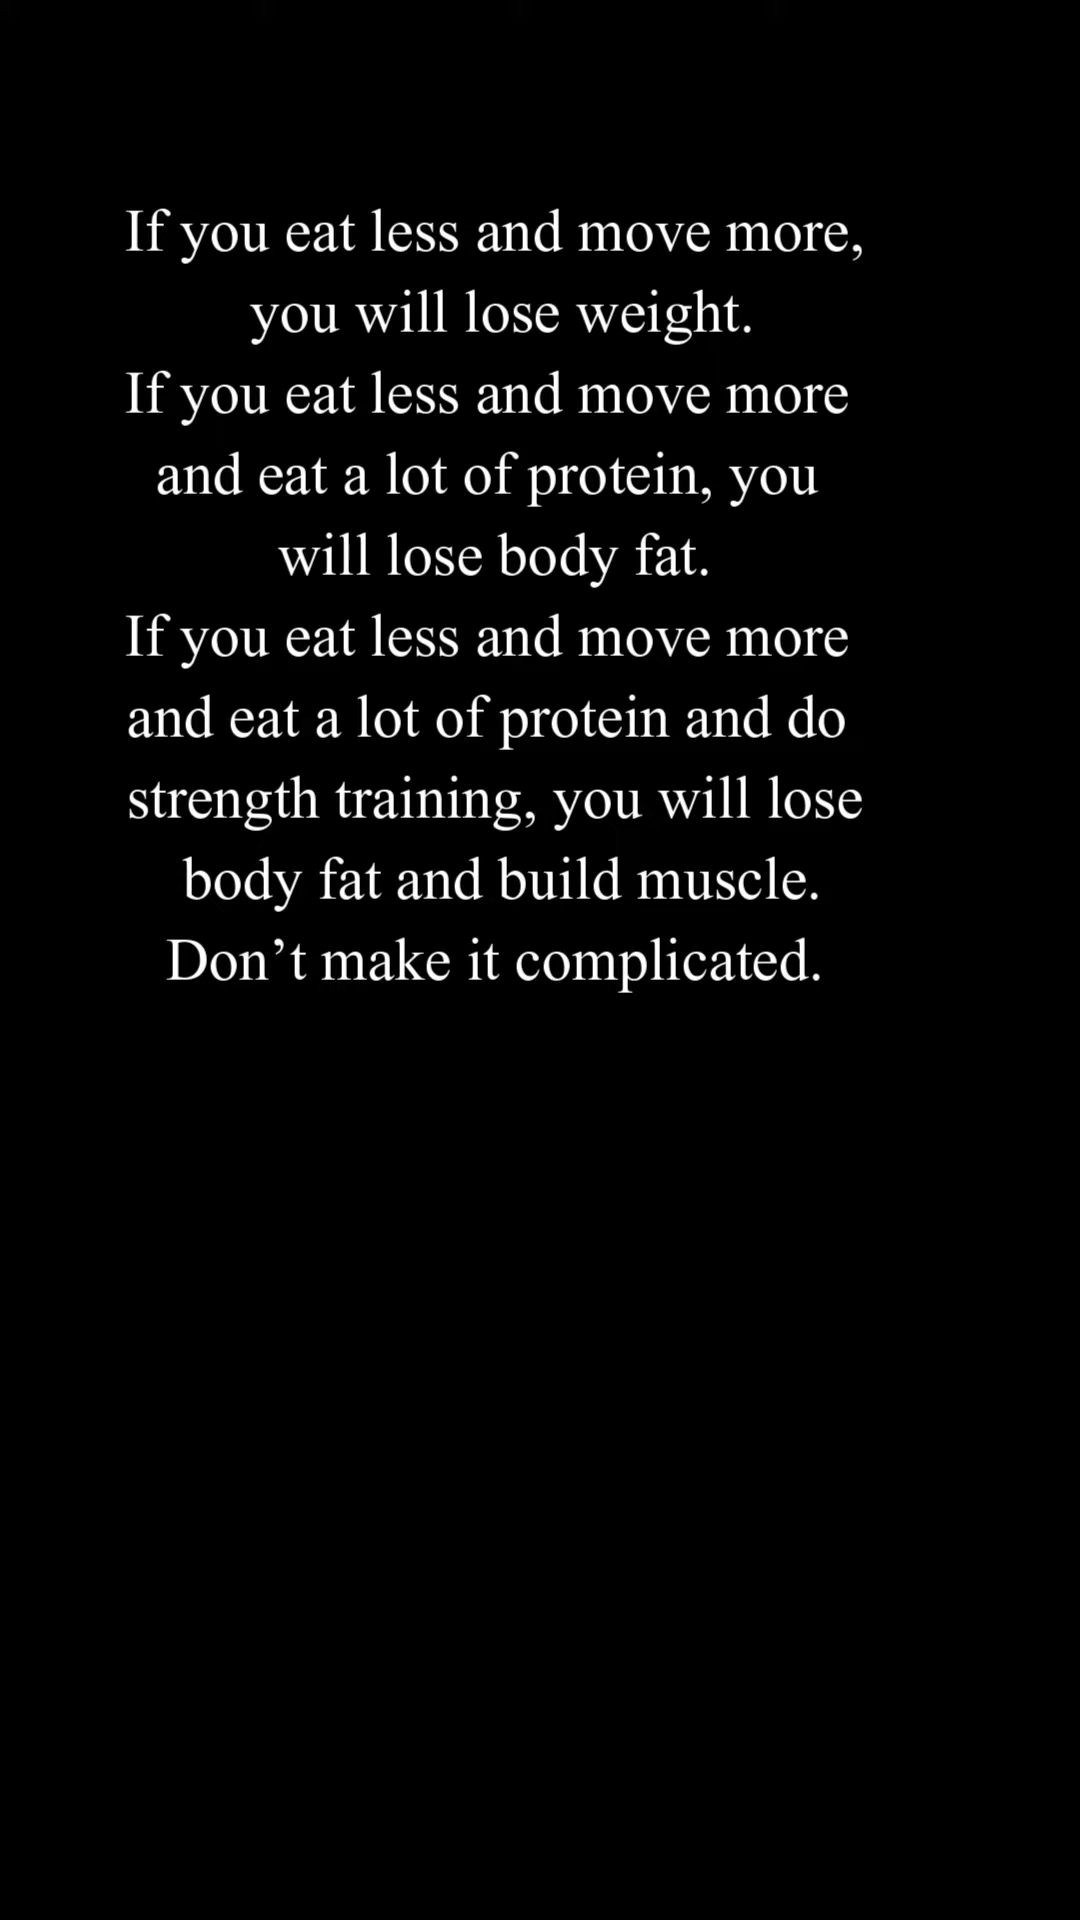 If you eat less and move more,
you will lose weight.
If you eat less and move more
and eat a lot of protein, you
will lose body fat.
If you eat less and move more
and eat a lot of protein and do
strength training, you will lose
body fat and build muscle.
Don’t make it complicated.